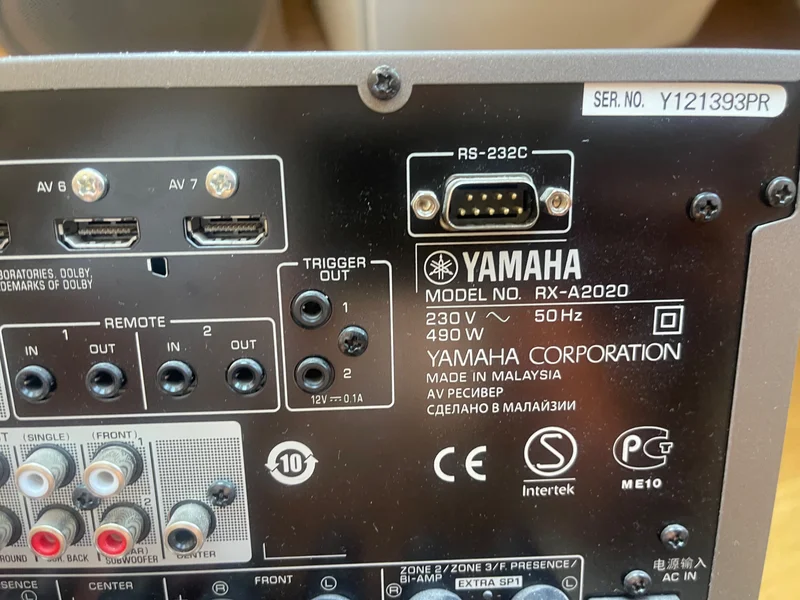 SER. NO. Y121393PR
RS-232C
AV 6
AV 7
BORATORIES, DOLBY,
DEMARKS OF DOLBY
TRIGGER
OUT
1
2
12V 0.1A
YAMAHA
MODEL NO. RX-A2020
230 V ~ 50 Hz
490 W
YAMAHA CORPORATION
MADE IN MALAYSIA
AV РЕСИВЕР
СДЕЛАНО В МАЛАЙЗИИ
1 REMOTE 2
IN OUT IN OUT
(SINGLE) (FRONT)
1
2
SUR. BACK
SUBWOOFER
CENTER
10
CE
S
Intertek
РСТ
ME10
电源输入
AC IN
CENTER
FRONT
R
L
ZONE 2/ZONE 3/F. PRESENCE/
BI-AMP
EXTRA SP1
R
L